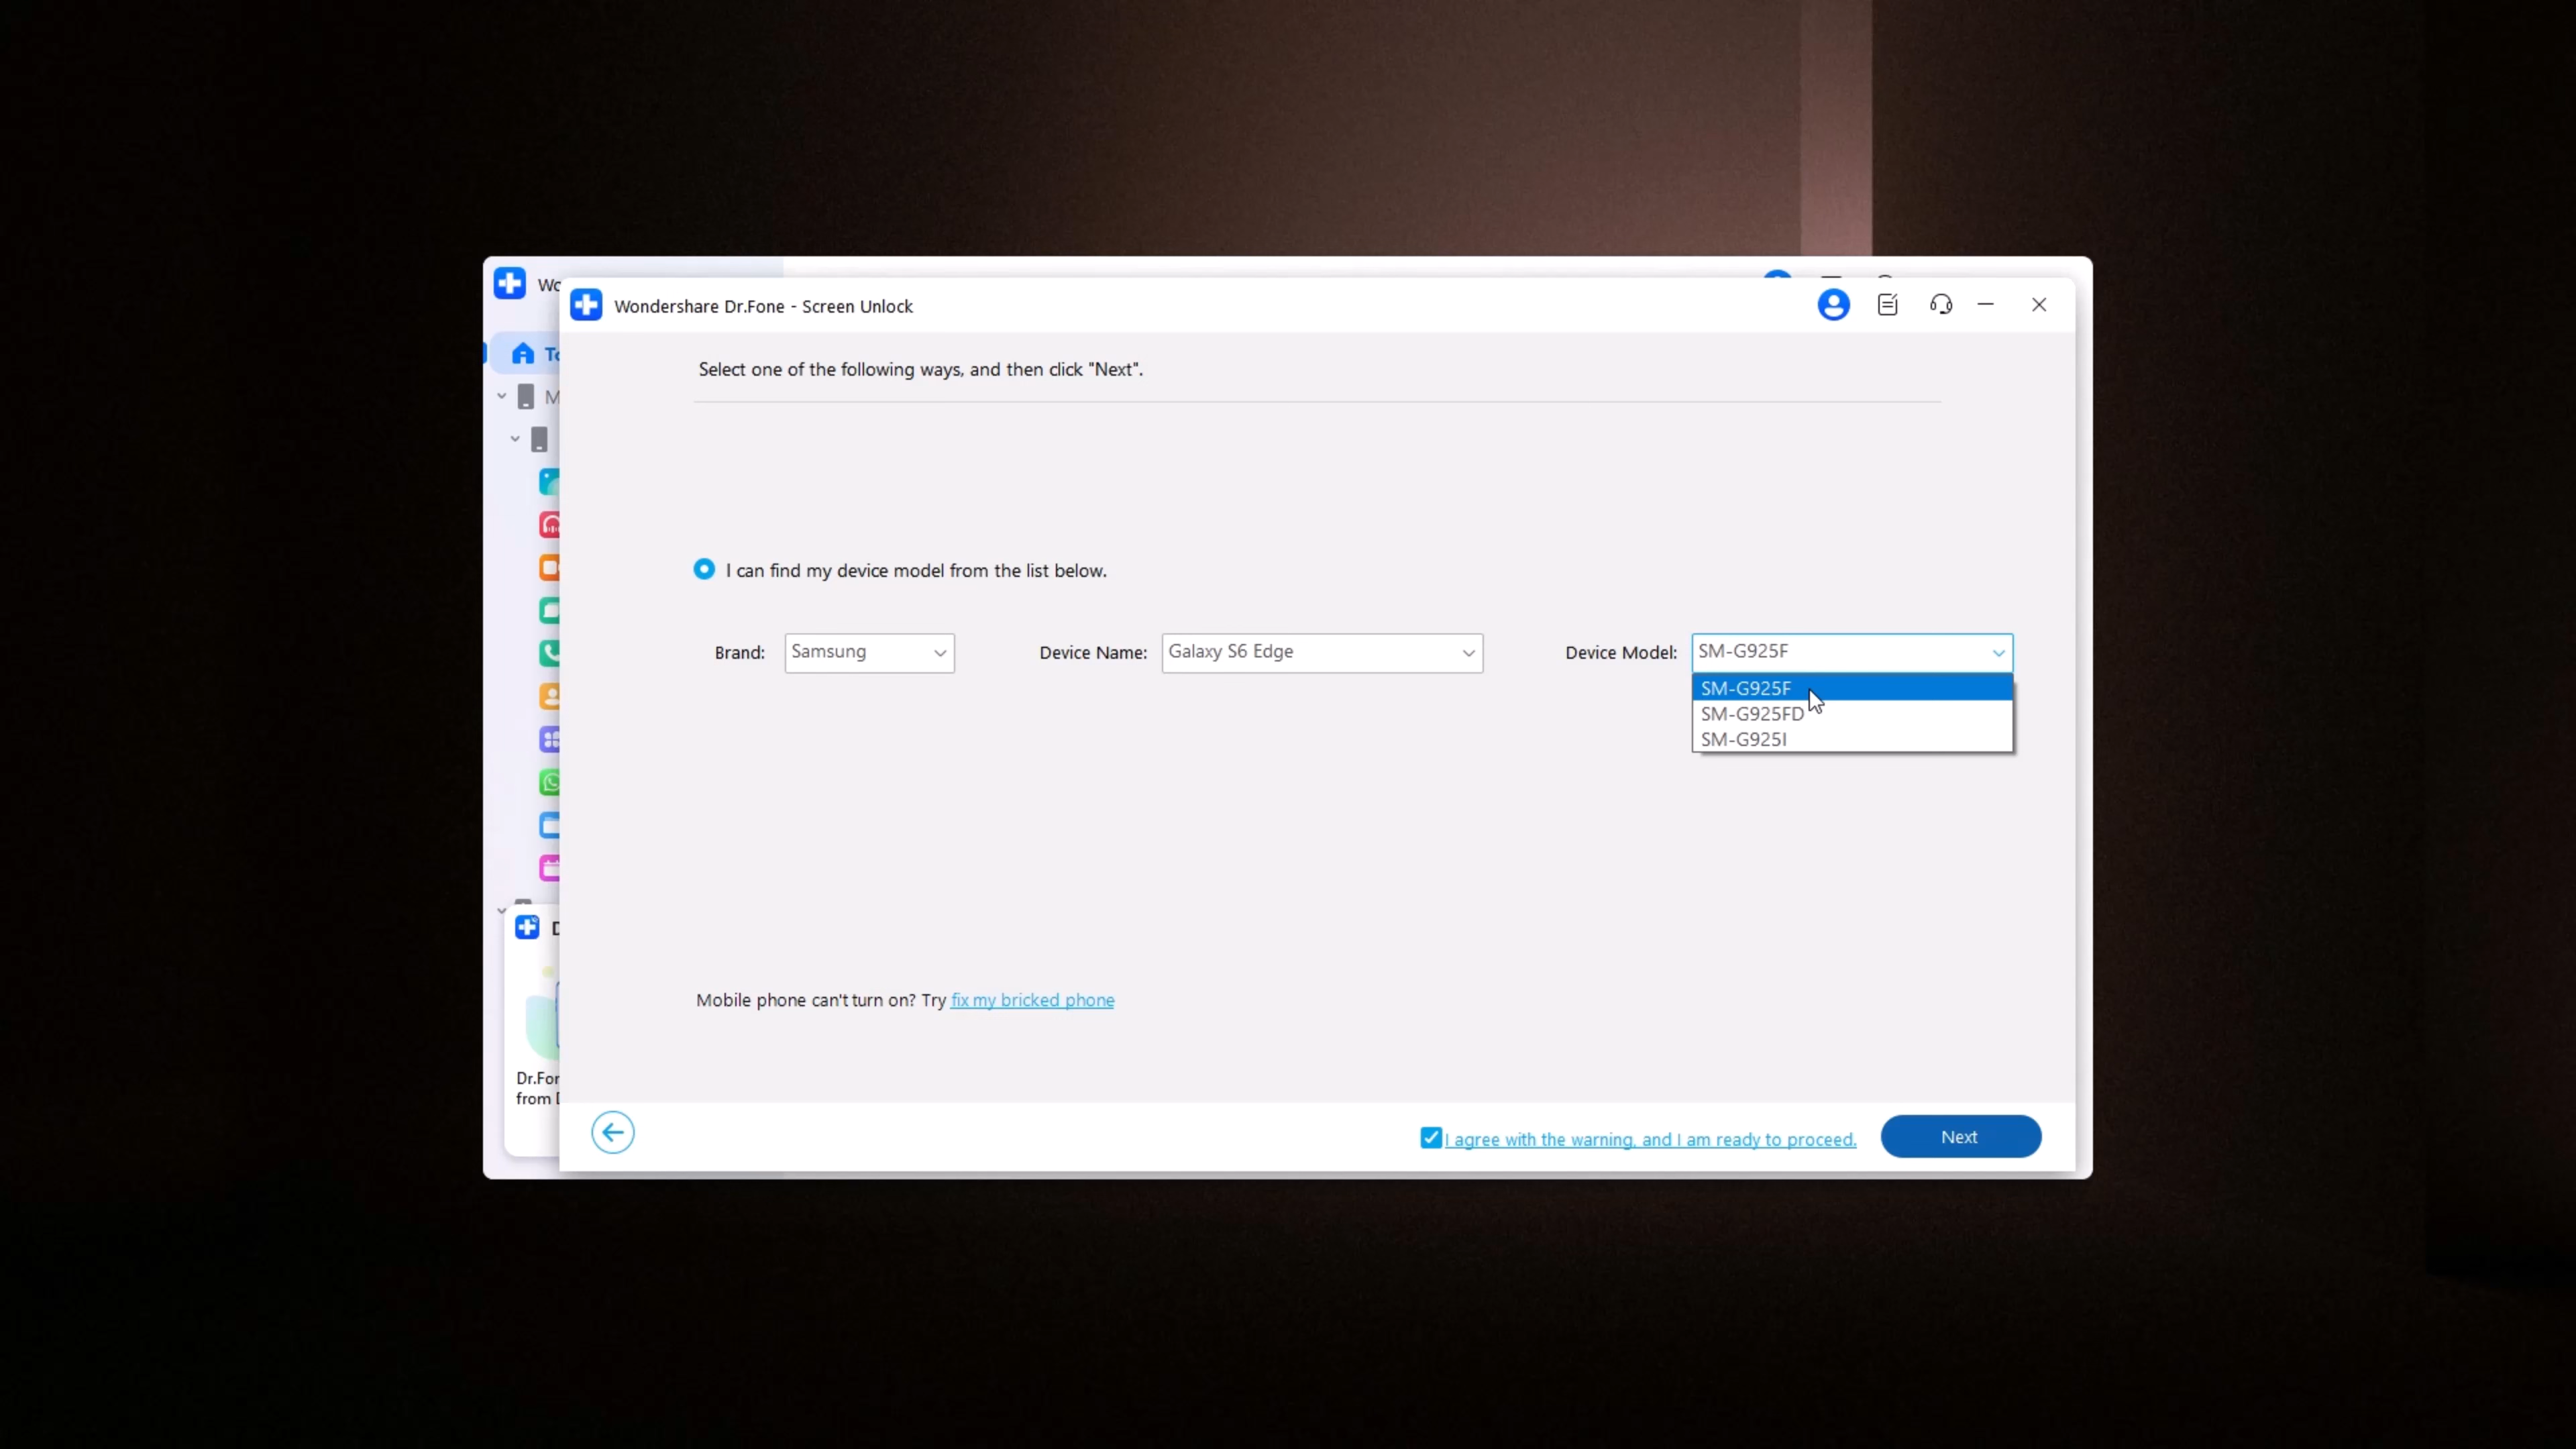 Wo
Wondershare Dr.Fone - Screen Unlock
To
M
Select one of the following ways, and then click "Next".
I can find my device model from the list below.
Brand: Samsung Device Name: Galaxy S6 Edge Device Model: SM-G925F
SM-G925F
SM-G925FD
SM-G925I
D
Mobile phone can't turn on? Try fix my bricked phone
Dr.For
from D
I agree with the warning, and I am ready to proceed. Next